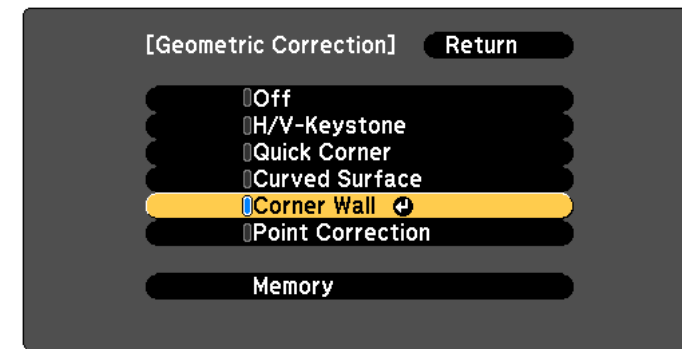 [Geometric Correction] Return
Off
H/V-Keystone
Quick Corner
Curved Surface
Corner Wall
Point Correction
Memory